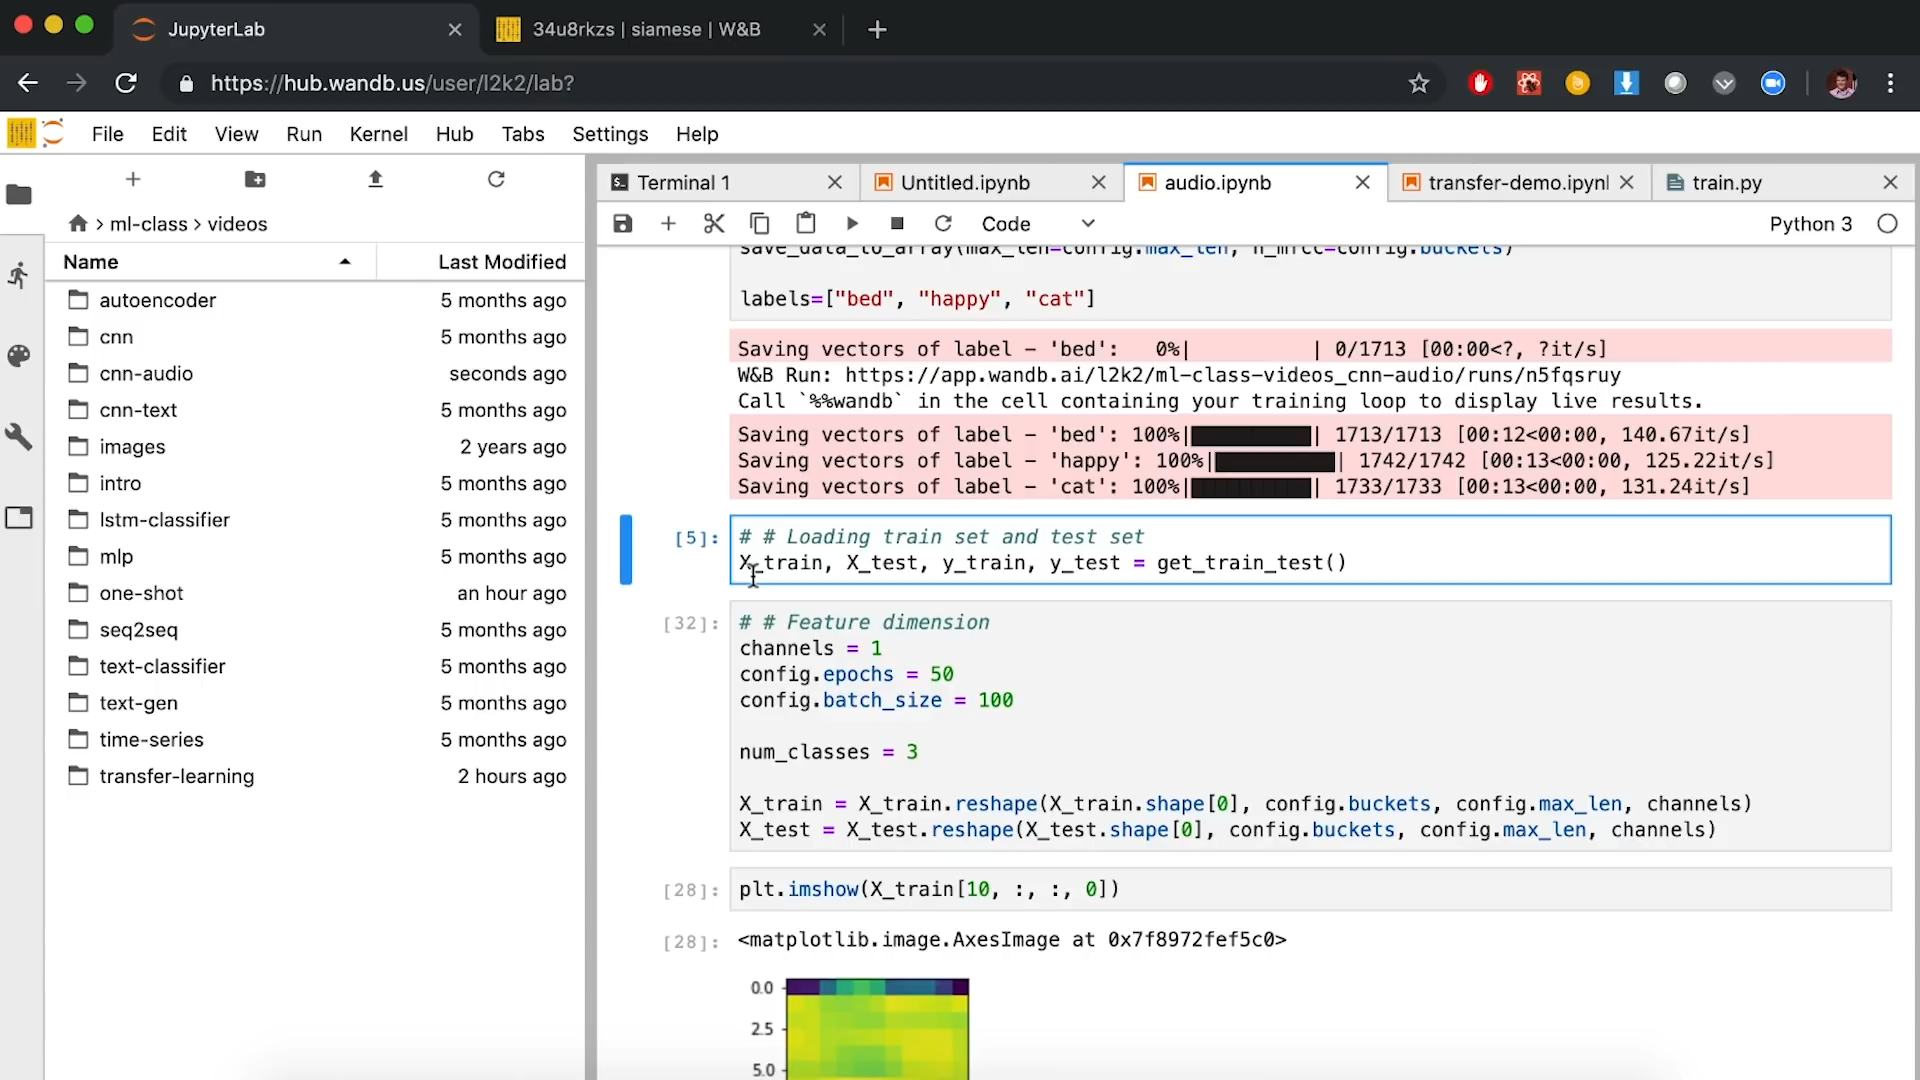 JupyterLab
34u8rkzs | siamese | W&B
https://hub.wandb.us/user/l2k2/lab?
File Edit View Run Kernel Hub Tabs Settings Help
Terminal 1
Untitled.ipynb
audio.ipynb
transfer-demo.ipynl
train.py
> ml-class > videos
Code
Python 3
Name Last Modified
autoencoder 5 months ago
cnn 5 months ago
cnn-audio seconds ago
cnn-text 5 months ago
images 2 years ago
intro 5 months ago
lstm-classifier 5 months ago
mlp 5 months ago
one-shot an hour ago
seq2seq 5 months ago
text-classifier 5 months ago
text-gen 5 months ago
time-series 5 months ago
transfer-learning 2 hours ago
save_data_to_array(max_len=config.max_len, n_mfcc=config.buckets)
labels=["bed", "happy", "cat"]
Saving vectors of label - 'bed':   0%|          | 0/1713 [00:00<?, ?it/s]
W&B Run: https://app.wandb.ai/l2k2/ml-class-videos_cnn-audio/runs/n5fqsruy
Call `%%wandb` in the cell containing your training loop to display live results.
Saving vectors of label - 'bed': 100%|██████████| 1713/1713 [00:12<00:00, 140.67it/s]
Saving vectors of label - 'happy': 100%|██████████| 1742/1742 [00:13<00:00, 125.22it/s]
Saving vectors of label - 'cat': 100%|██████████| 1733/1733 [00:13<00:00, 131.24it/s]
[5]: # # Loading train set and test set
X_train, X_test, y_train, y_test = get_train_test()
[32]: # # Feature dimension
channels = 1
config.epochs = 50
config.batch_size = 100
num_classes = 3
X_train = X_train.reshape(X_train.shape[0], config.buckets, config.max_len, channels)
X_test = X_test.reshape(X_test.shape[0], config.buckets, config.max_len, channels)
[28]: plt.imshow(X_train[10, :, :, 0])
[28]: <matplotlib.image.AxesImage at 0x7f8972fef5c0>
0.0
2.5
5.0